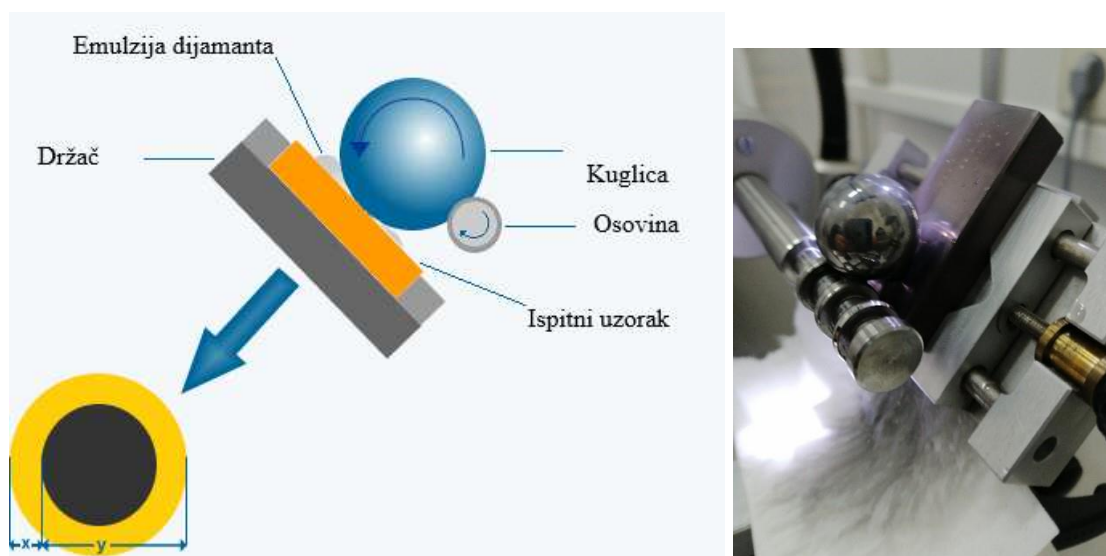 Emulzija dijamanta
Držač
Kuglica
Osovina
Ispitni uzorak
x
y